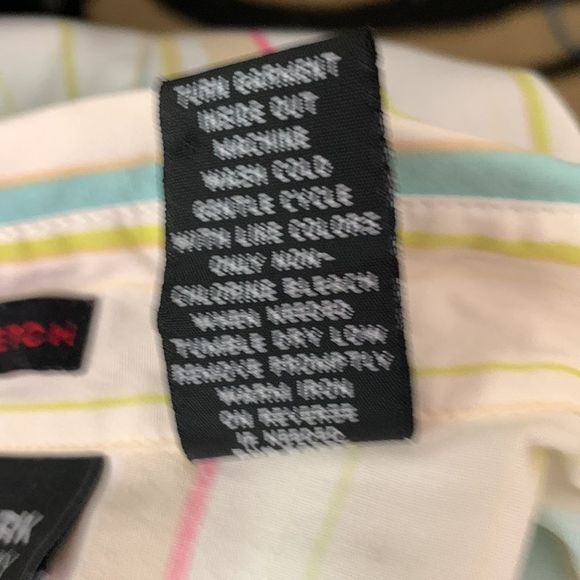 TURN GARMENT
INSIDE OUT
MACHINE
WASH COLD
GENTLE CYCLE
WITH LIKE COLORS
ONLY NON-
CHLORINE BLEACH
WHEN NEEDED
TUMBLE DRY LOW
REMOVE PROMPTLY
WARM IRON
ON REVERSE
IF NEEDED